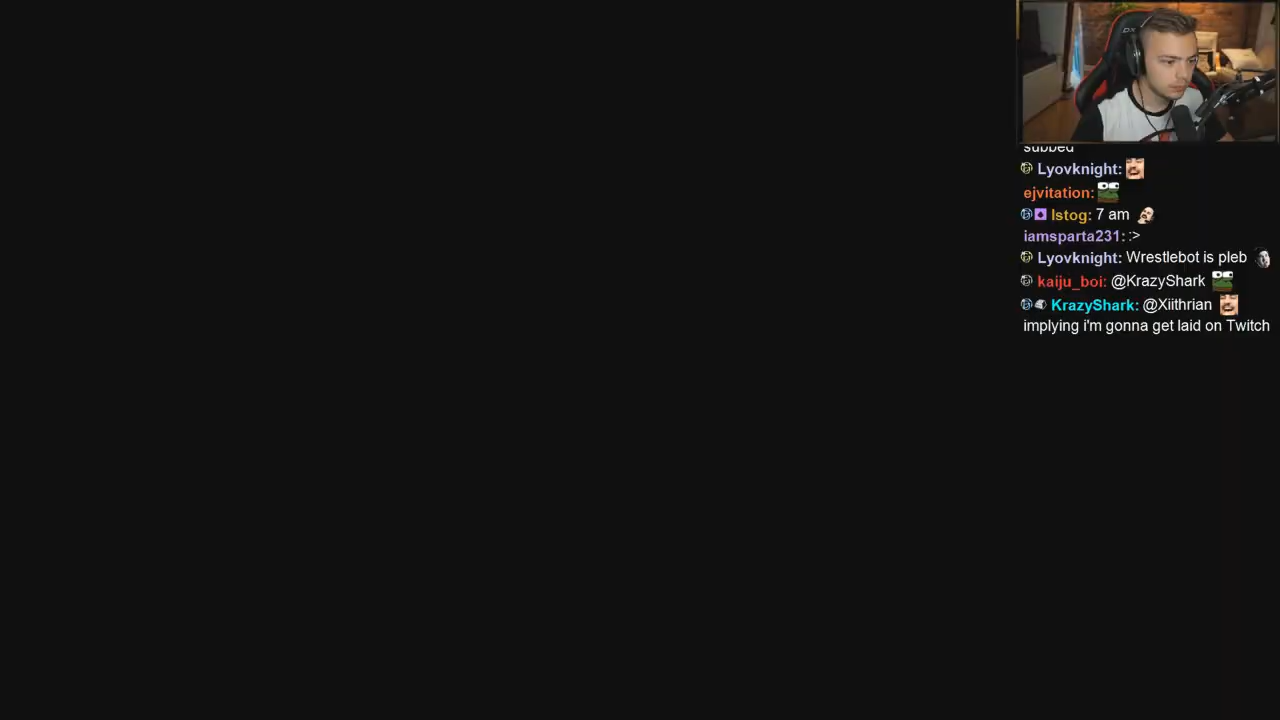 subbed
Lyovknight:
ejvitation:
Istog: 7 am
iamsparta231: :>
Lyovknight: Wrestlebot is pleb
kaiju_boi: @KrazyShark
KrazyShark: @Xiithrian
implying i'm gonna get laid on Twitch